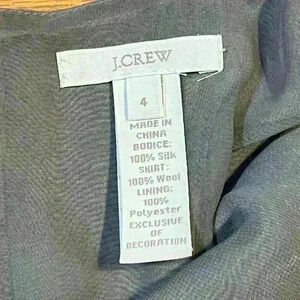 J.CREW
4
MADE IN
CHINA
BODICE:
100% Silk
SKIRT:
100% Wool
LINING:
100%
Polyester
EXCLUSIVE
OF
DECORATION